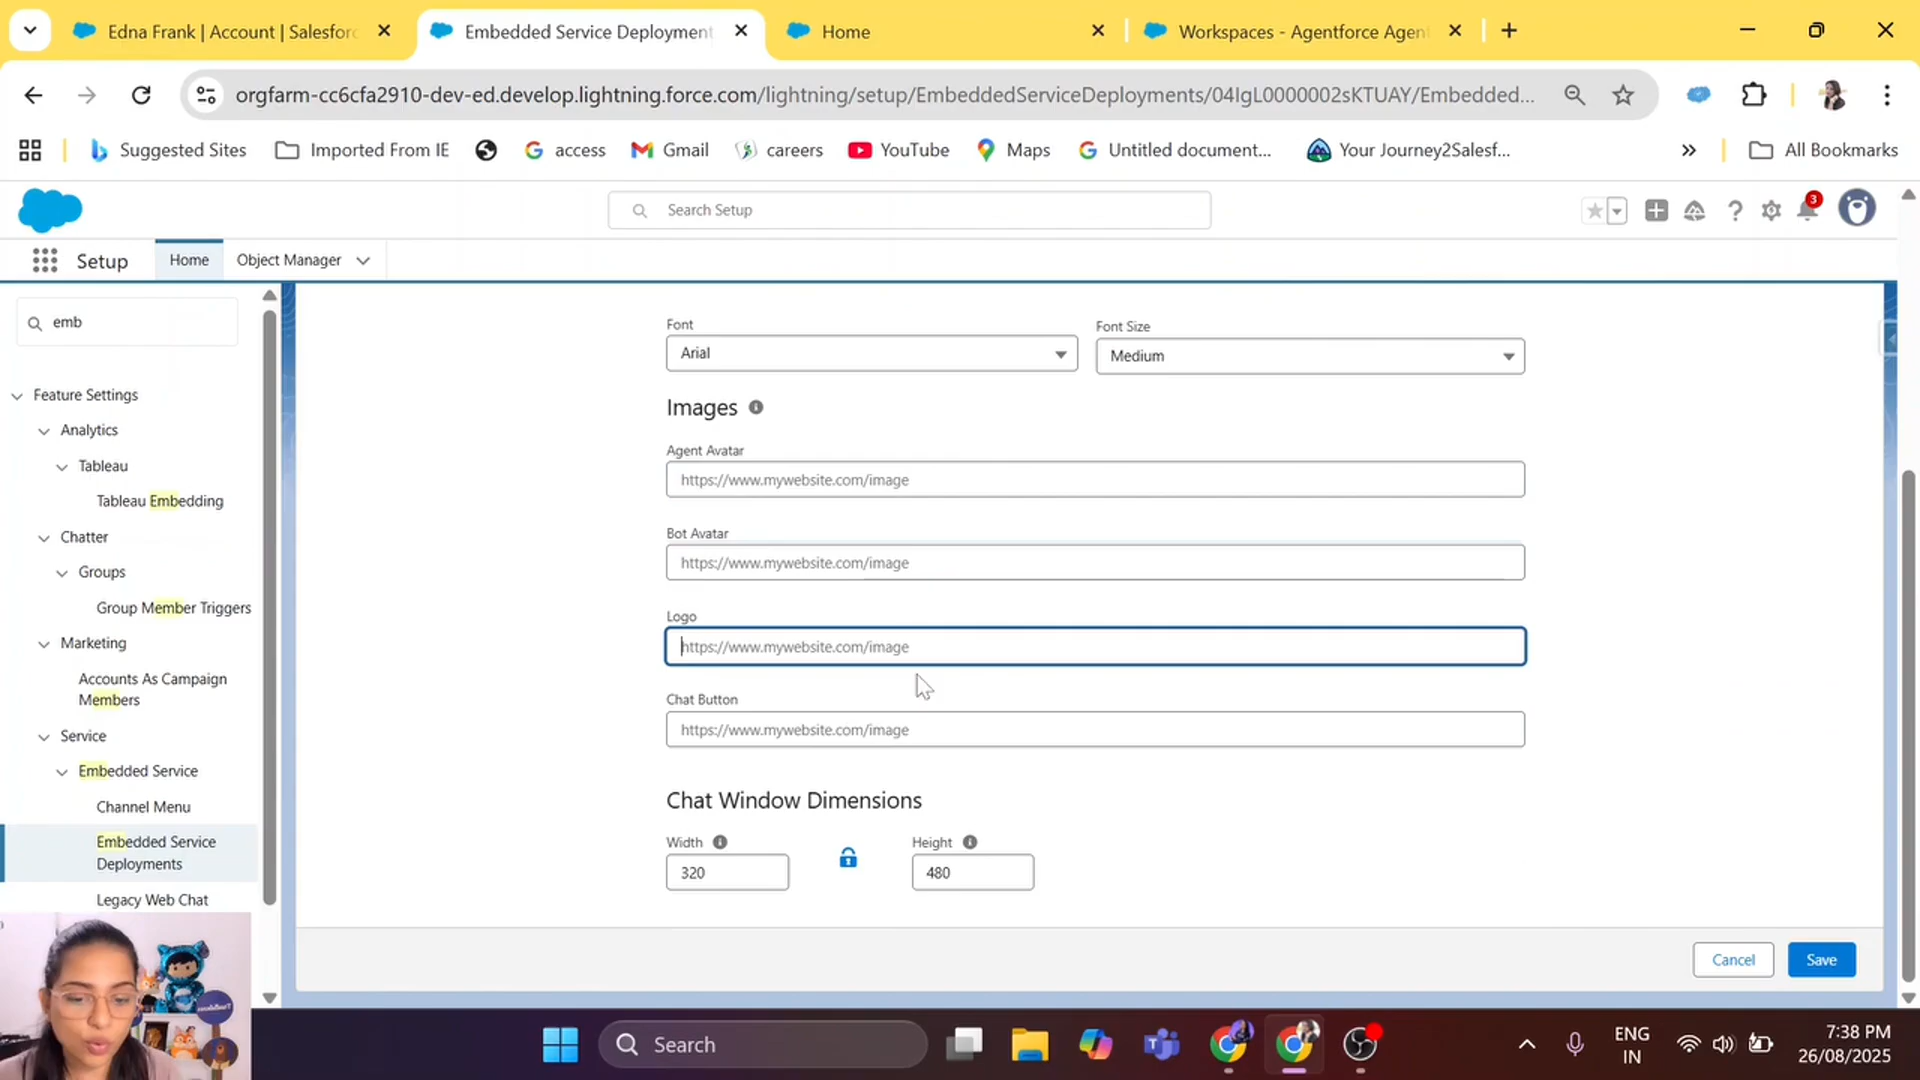 Edna Frank | Account | Salesforc
Embedded Service Deployment
Home
Workspaces - Agentforce Agen
orgfarm-cc6cfa2910-dev-ed.develop.lightning.force.com/lightning/setup/EmbeddedServiceDeployments/04IgL0000002sKTUAY/Embedded...
Suggested Sites
Imported From IE
access
Gmail
careers
YouTube
Maps
Untitled document...
Your Journey2Salesf...
»
All Bookmarks
Search Setup
3
Setup
Home
Object Manager
emb
Feature Settings
Analytics
Tableau
Tableau Embedding
Chatter
Groups
Group Member Triggers
Marketing
Accounts As Campaign
Members
Service
Embedded Service
Channel Menu
Embedded Service
Deployments
Legacy Web Chat
Font
Arial
Font Size
Medium
Images
Agent Avatar
https://www.mywebsite.com/image
Bot Avatar
https://www.mywebsite.com/image
Logo
https://www.mywebsite.com/image
Chat Button
https://www.mywebsite.com/image
Chat Window Dimensions
Width
320
Height
480
Cancel
Save
Search
ENG
IN
7:38 PM
26/08/2025